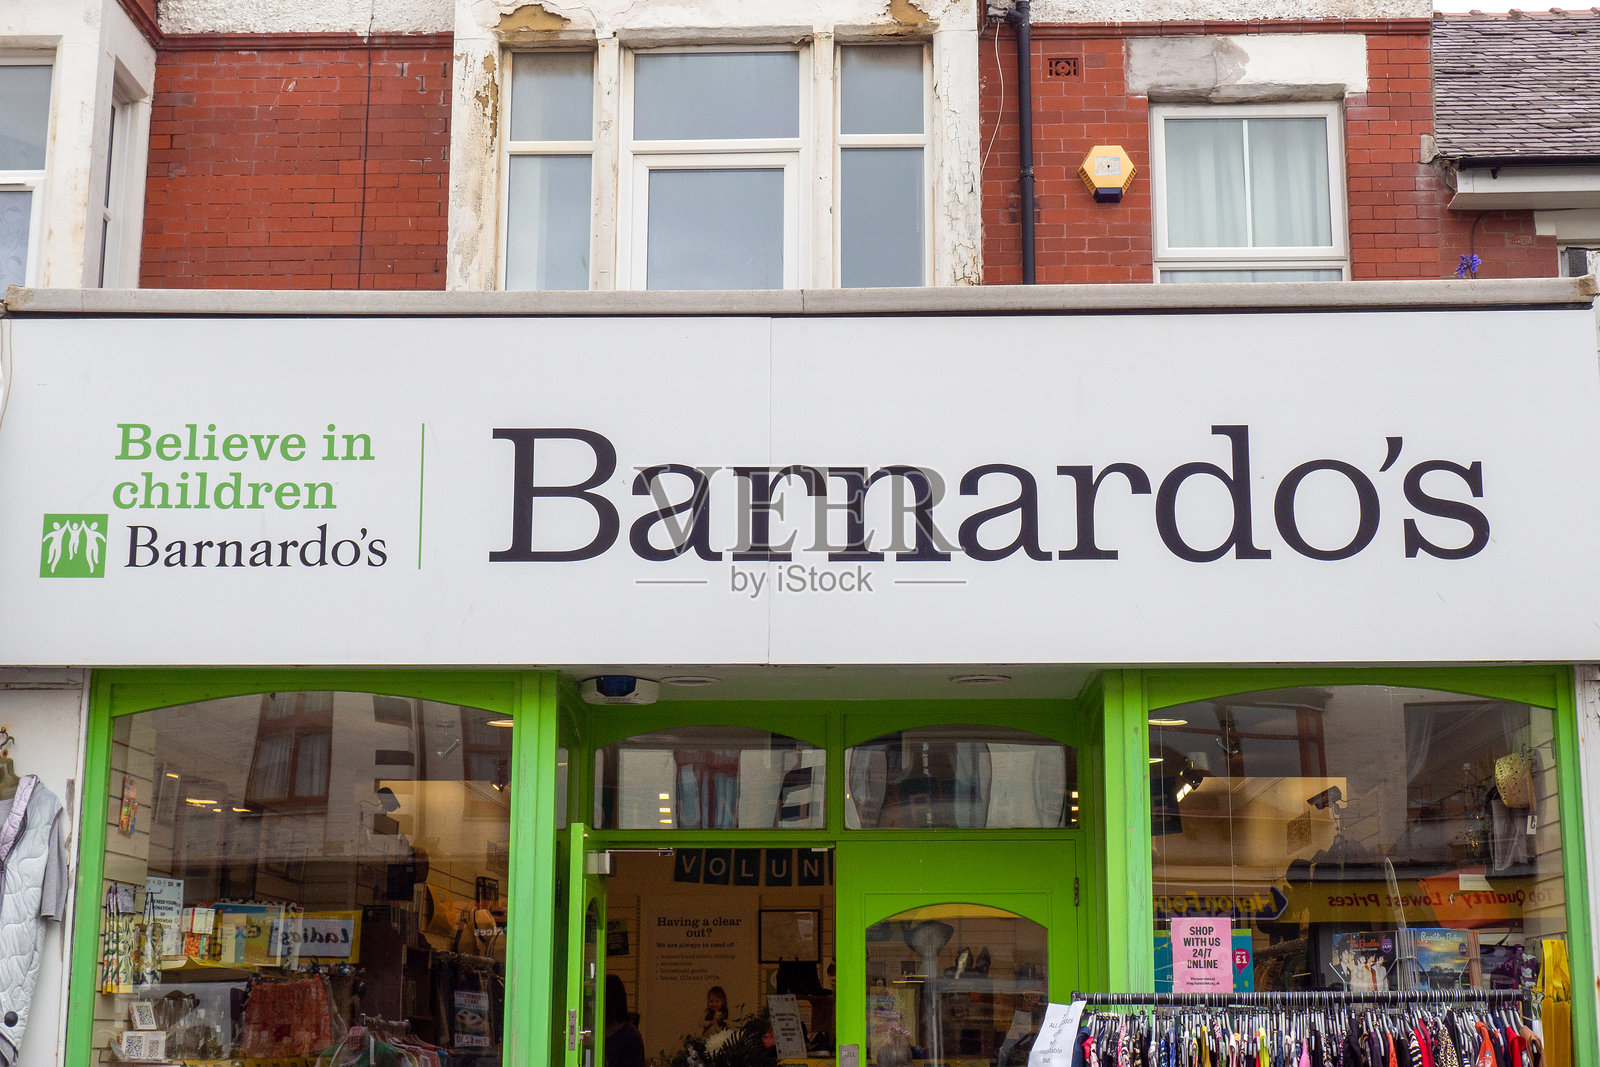 Believe in
children
Barnardo's
Barnardo's
VEER
by iStock
VOLUN
Having a clear
out?
We are always in need of:
SHOP
WITH US
24/7
ONLINE
£1
Ladies'
Top Quality Lowest Prices